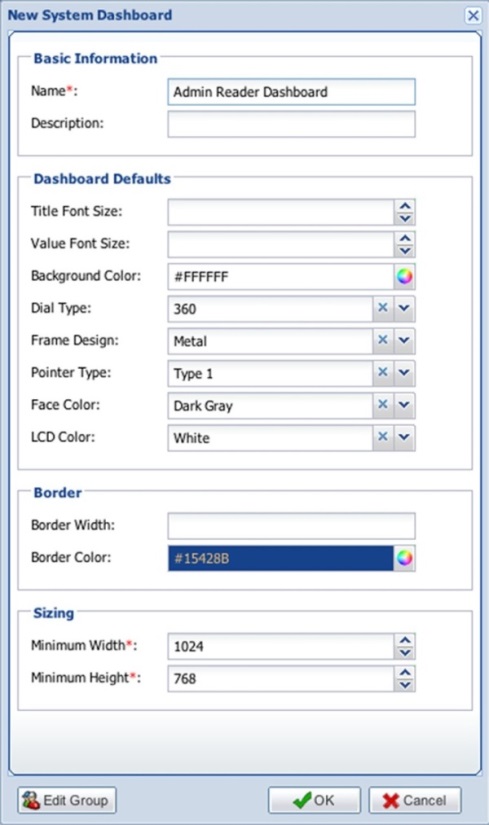 New System Dashboard
Basic Information
Name*: Admin Reader Dashboard
Description:
Dashboard Defaults
Title Font Size:
Value Font Size:
Background Color: #FFFFFF
Dial Type: 360
Frame Design: Metal
Pointer Type: Type 1
Face Color: Dark Gray
LCD Color: White
Border
Border Width:
Border Color: #15428B
Sizing
Minimum Width*: 1024
Minimum Height*: 768
Edit Group OK Cancel